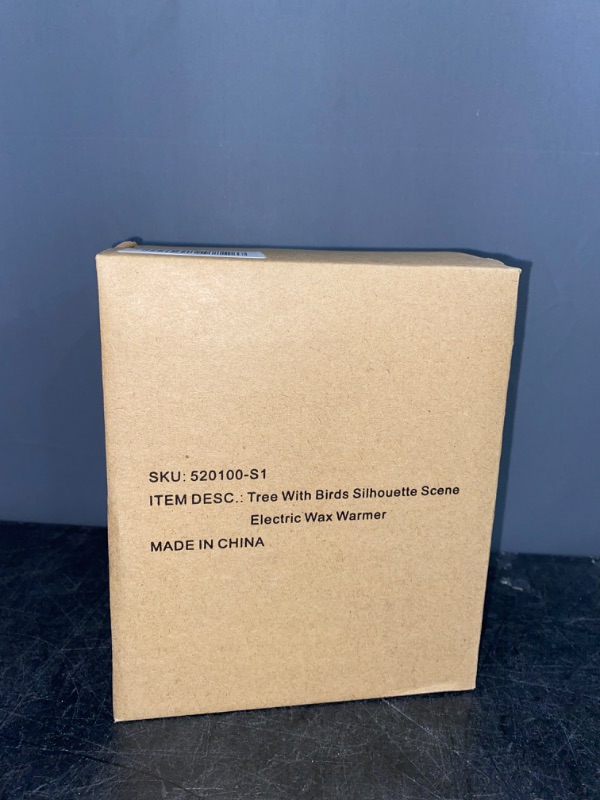 SKU: 520100-S1
ITEM DESC.: Tree With Birds Silhouette Scene
Electric Wax Warmer
MADE IN CHINA